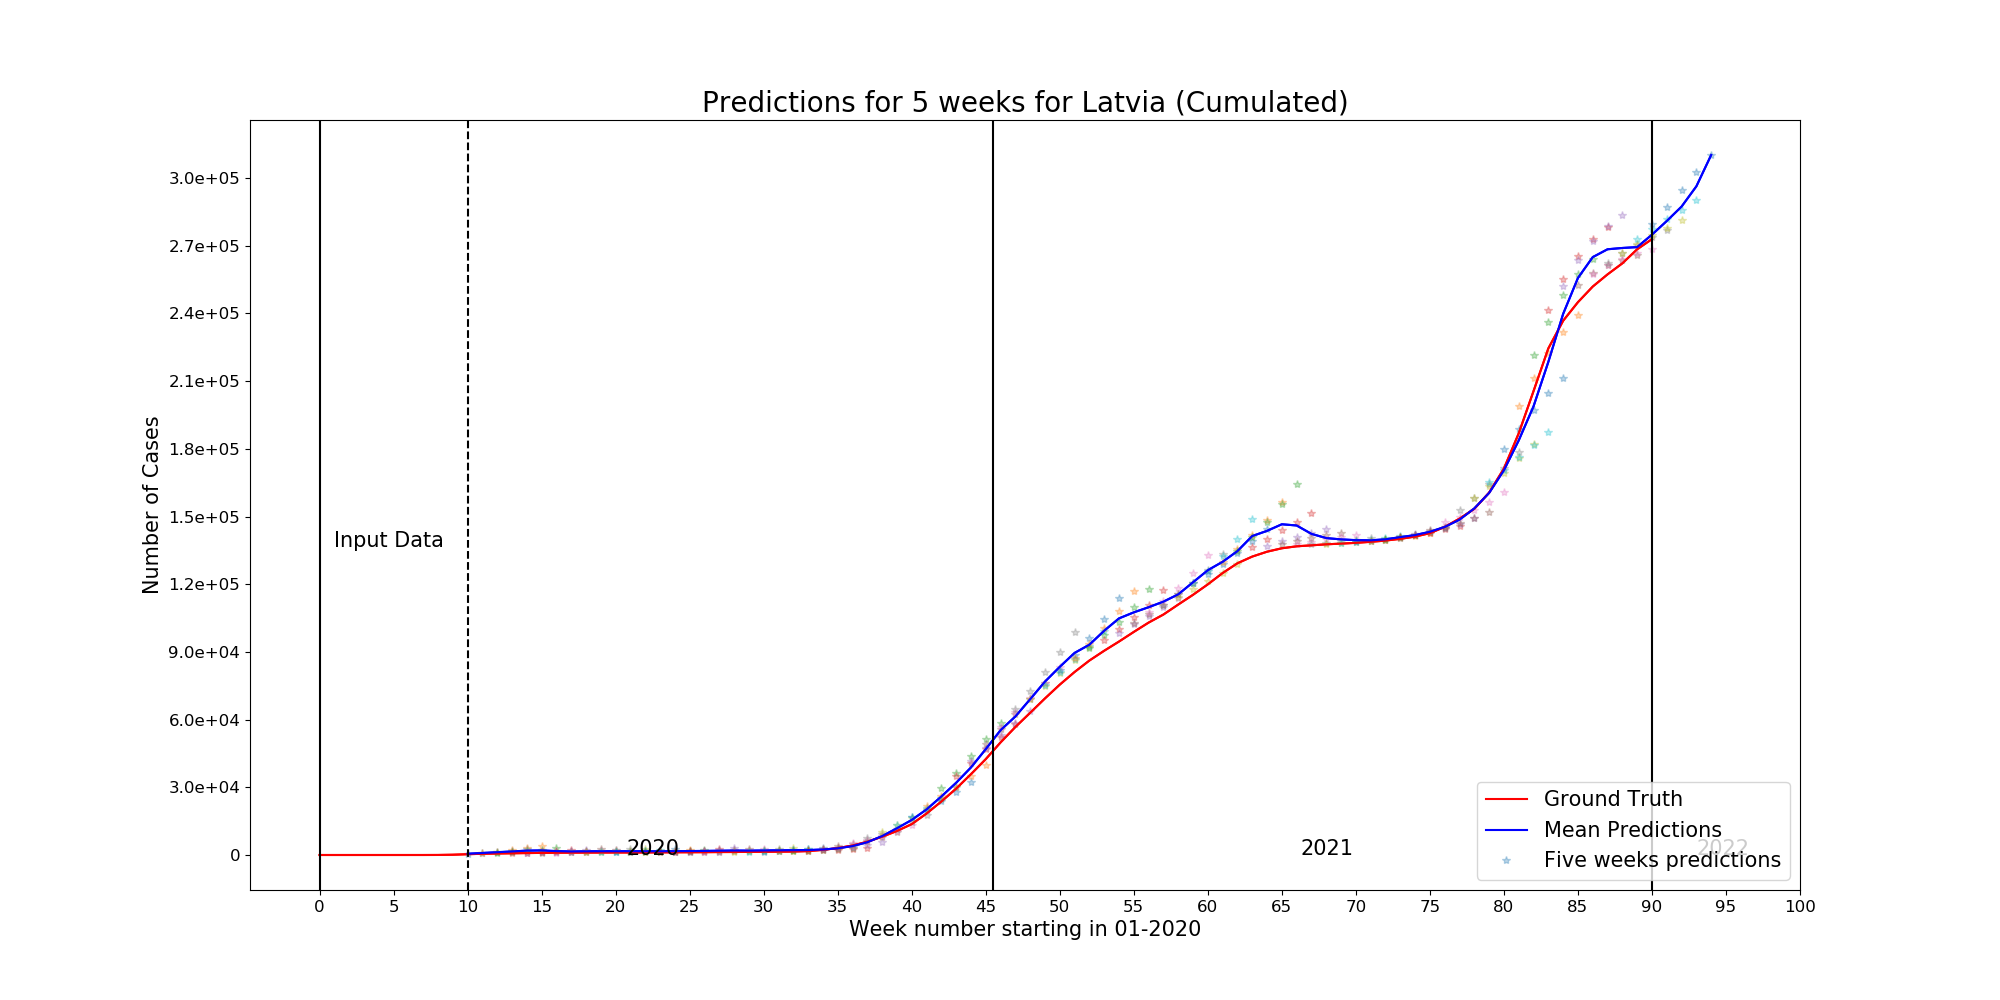 Predictions for 5 weeks for Latvia (Cumulated)
3.0e+05
2.7e+05
2.4e+05
2.1e+05
1.8e+05
1.5e+05
1.2e+05
9.0e+04
6.0e+04
3.0e+04
0
Number of Cases
Input Data
2020
2021
2022
Ground Truth
Mean Predictions
Five weeks predictions
0 5 10 15 20 25 30 35 40 45 50 55 60 65 70 75 80 85 90 95 100
Week number starting in 01-2020